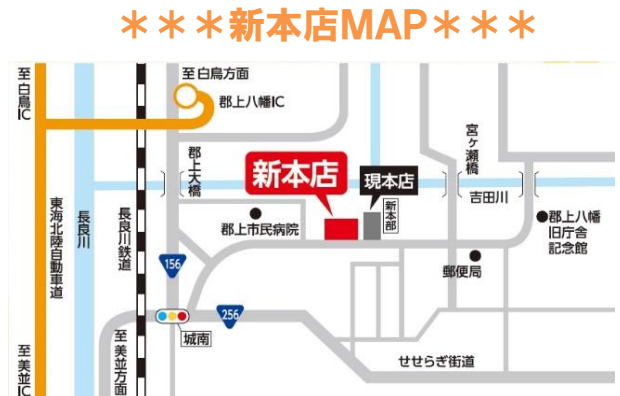 ＊＊＊新本店MAP＊＊＊
至白鳥IC
至白鳥方面
郡上八幡IC
郡上大橋
新本店
現本店
新本部
宮ヶ瀬橋
吉田川
東海北陸自動車道
長良川
長良川鉄道
郡上市民病院
郡上八幡
旧庁舎
記念館
郵便局
156
256
城南
せせらぎ街道
至美並IC
至美並方面